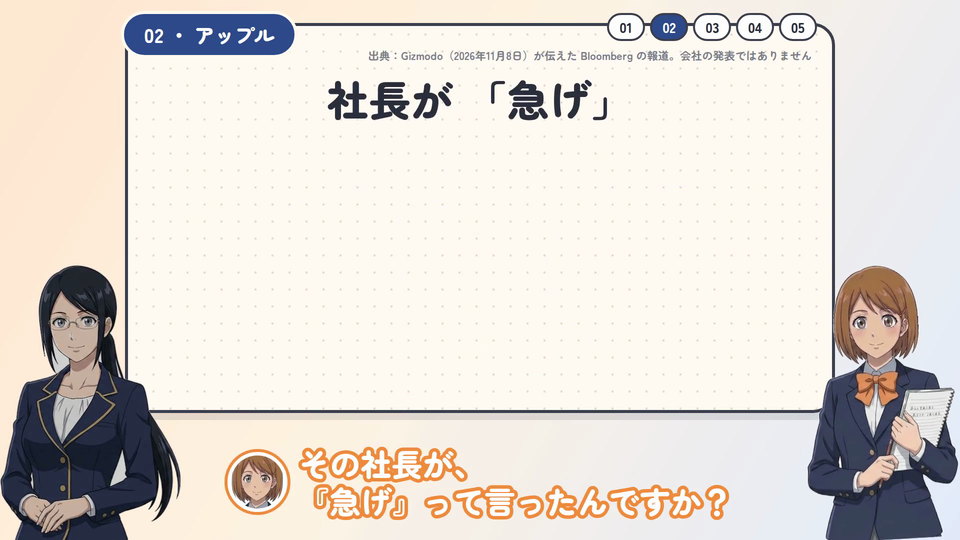 02 ・ アップル
01 02 03 04 05
出典：Gizmodo（2026年11月8日）が伝えた Bloomberg の報道。会社の発表ではありません
社長が 「急げ」
その社長が、
『急げ』って言ったんですか？